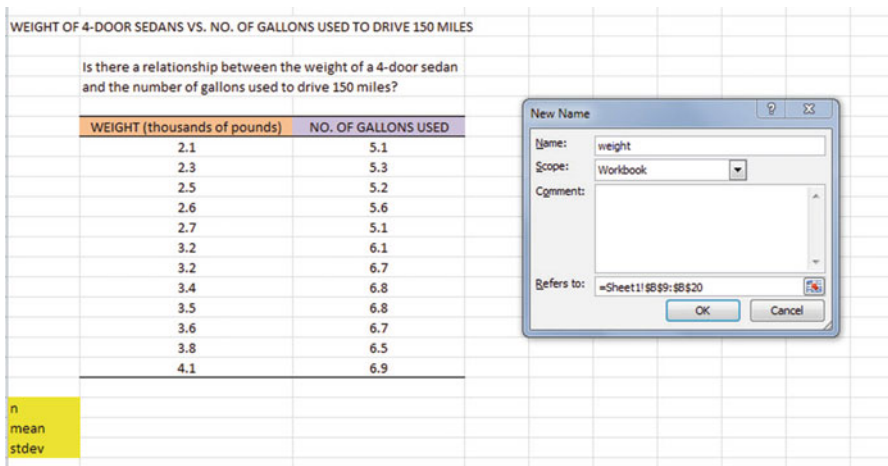 WEIGHT OF 4-DOOR SEDANS VS. NO. OF GALLONS USED TO DRIVE 150 MILES
Is there a relationship between the weight of a 4-door sedan
and the number of gallons used to drive 150 miles?
WEIGHT (thousands of pounds) NO. OF GALLONS USED
2.1 5.1
2.3 5.3
2.5 5.2
2.6 5.6
2.7 5.1
3.2 6.1
3.2 6.7
3.4 6.8
3.5 6.8
3.6 6.7
3.8 6.5
4.1 6.9
n
mean
stdev
New Name
Name: weight
Scope: Workbook
Comment:
Refers to: =Sheet1!$B$9:$B$20
OK Cancel